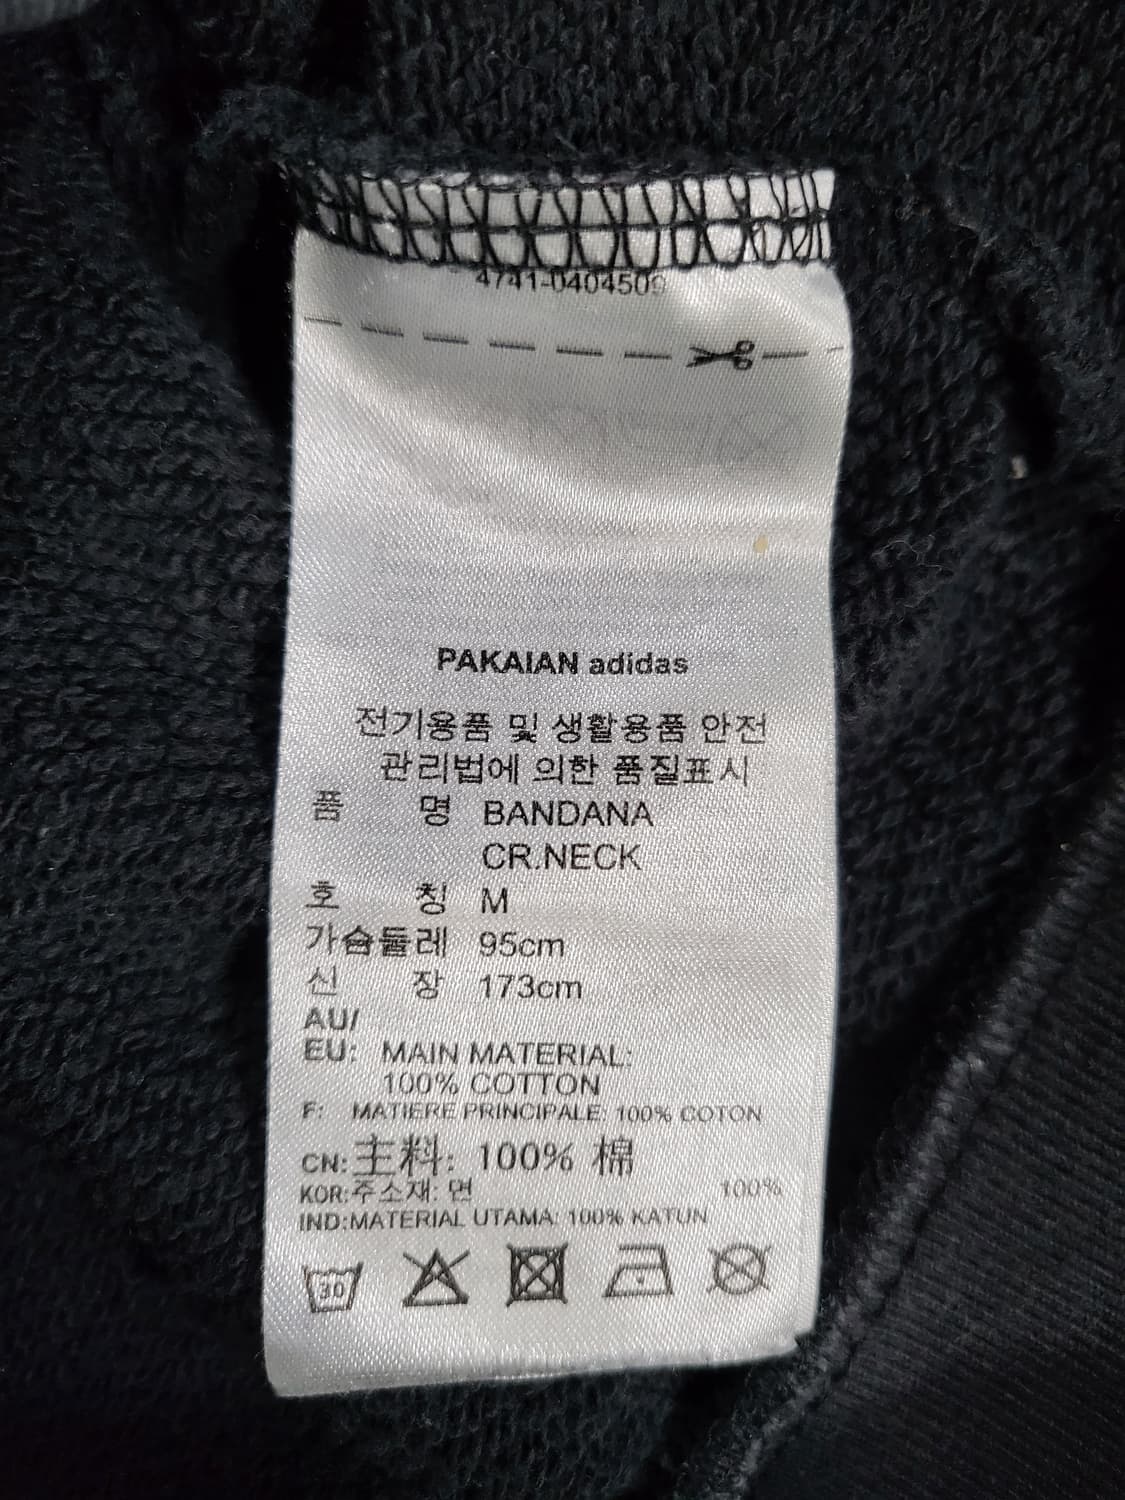 4741-0404509
PAKAIAN adidas
전기용품 및 생활용품 안전
관리법에 의한 품질표시
품 명 BANDANA
CR.NECK
호 칭 M
가슴둘레 95cm
신 장 173cm
AU/
EU: MAIN MATERIAL:
100% COTTON
F: MATIERE PRINCIPALE: 100% COTON
CN: 主料: 100% 棉
KOR:주소재: 면 100%
IND:MATERIAL UTAMA: 100% KATUN
30